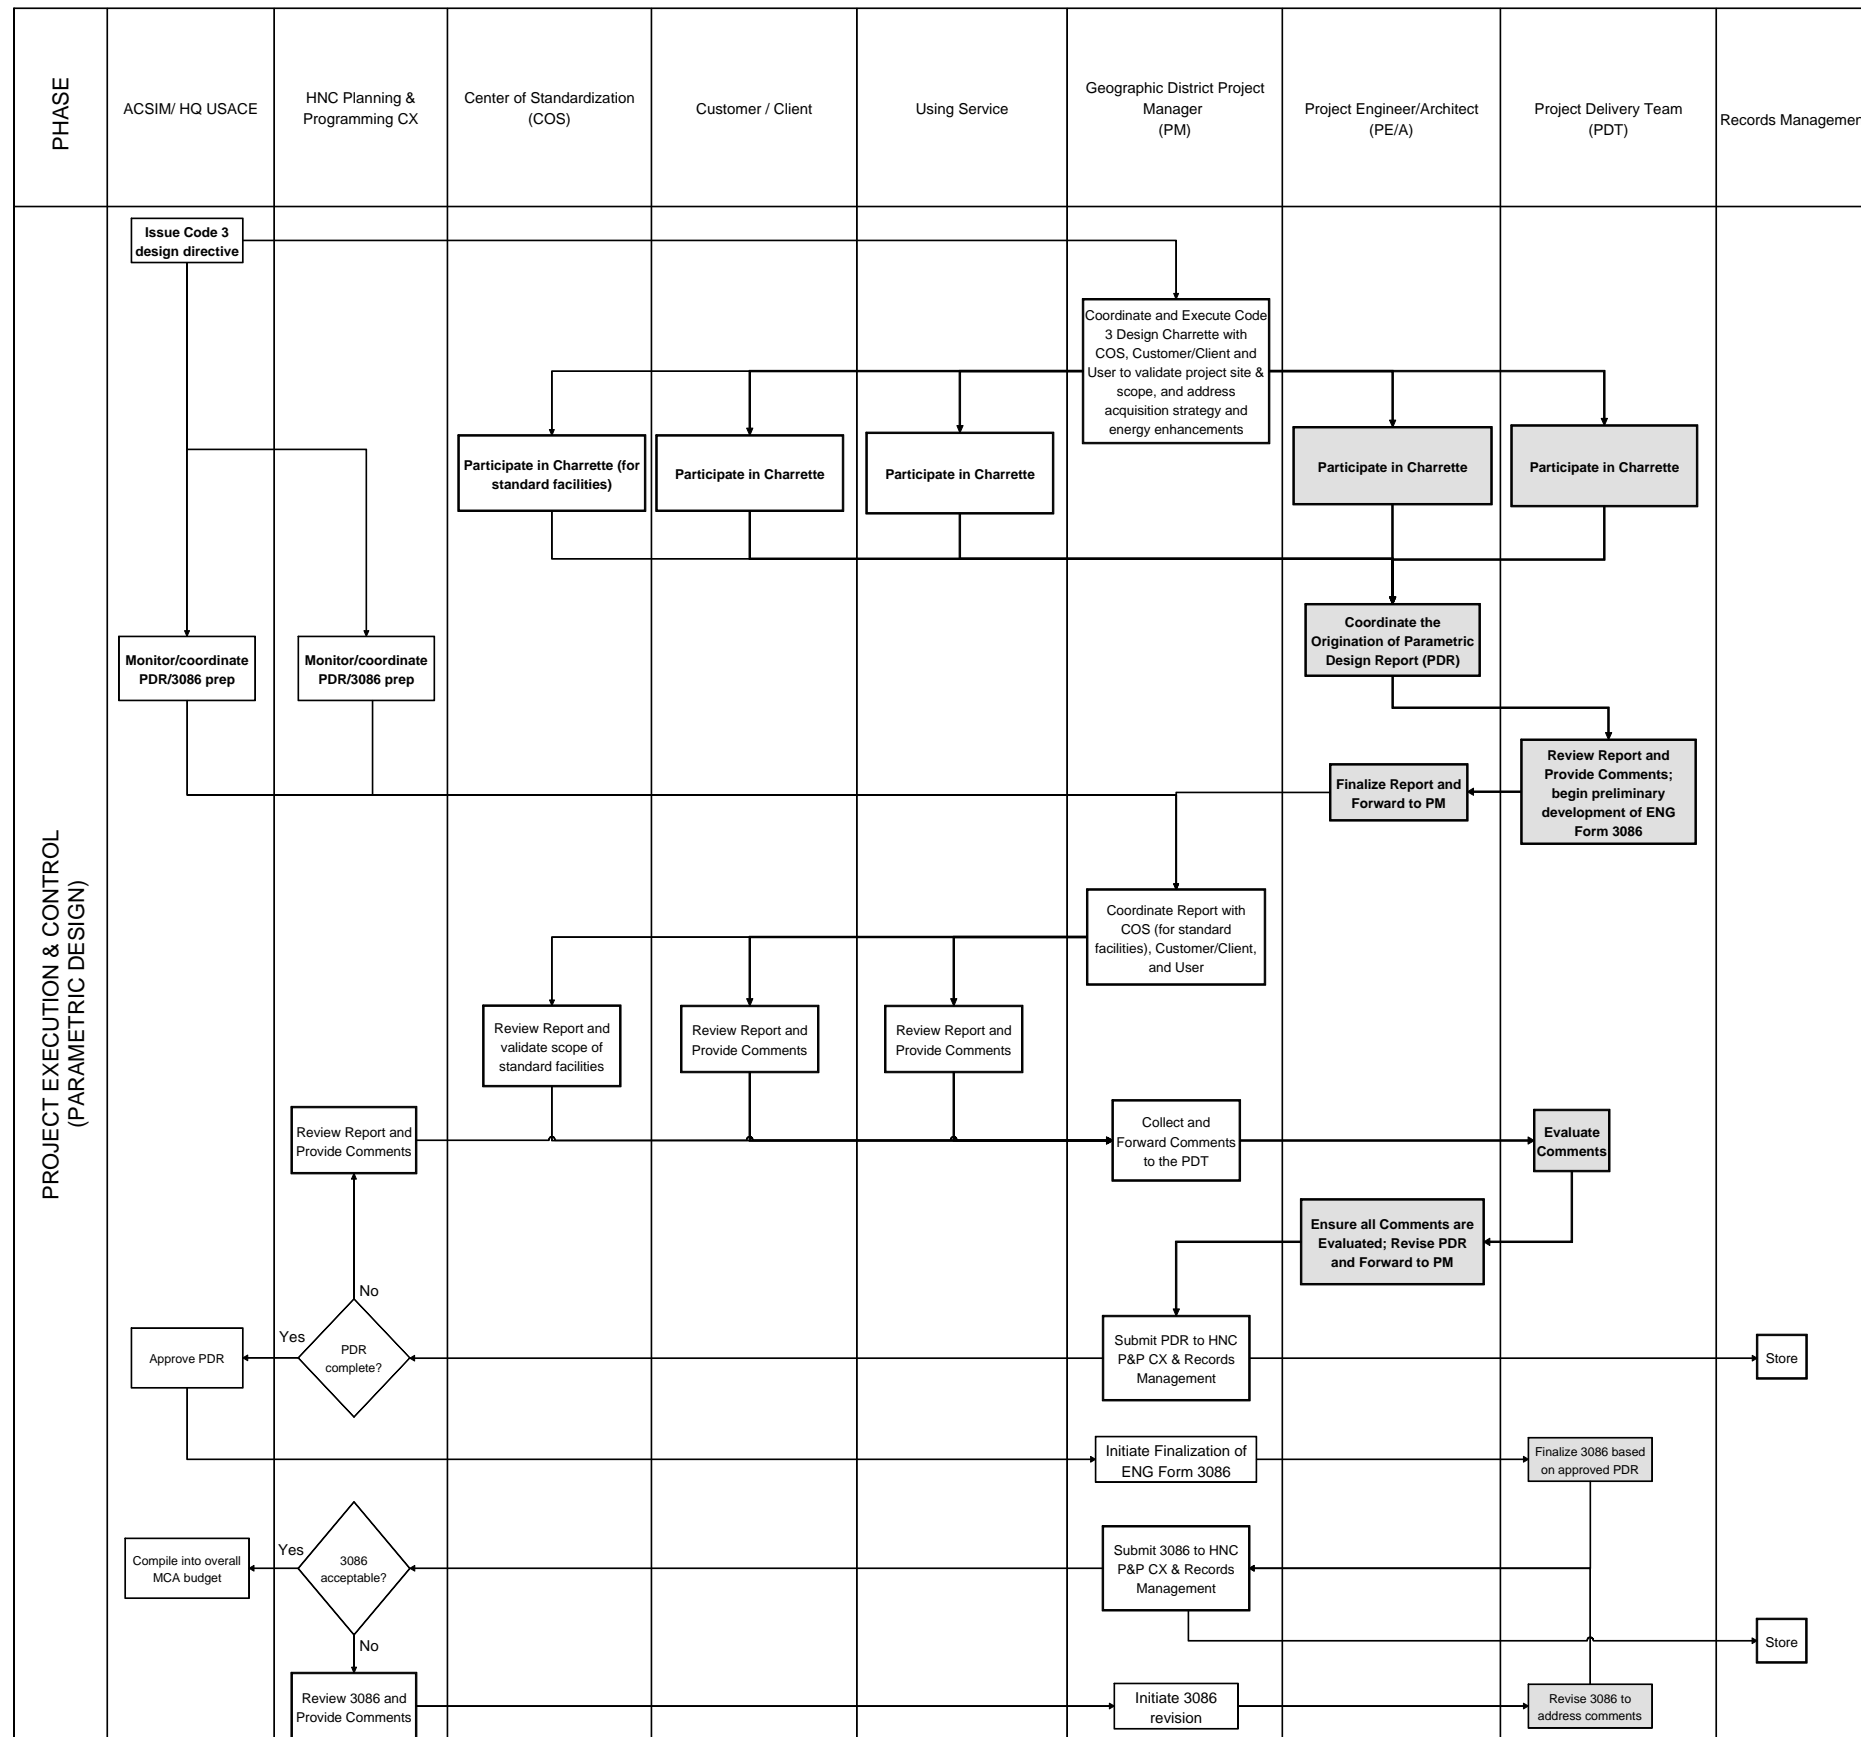 PHASE
ACSIM/ HQ USACE
HNC Planning &
Programming CX
Center of Standardization
(COS)
Customer / Client
Using Service
Geographic District Project
Manager
(PM)
Project Engineer/Architect
(PE/A)
Project Delivery Team
(PDT)
Records Managemen
PROJECT EXECUTION & CONTROL
(PARAMETRIC DESIGN)
Issue Code 3
design directive
Coordinate and Execute Code
3 Design Charrette with
COS, Customer/Client and
User to validate project site &
scope, and address
acquisition strategy and
energy enhancements
Participate in Charrette (for
standard facilities)
Participate in Charrette
Participate in Charrette
Participate in Charrette
Participate in Charrette
Coordinate the
Origination of Parametric
Design Report (PDR)
Monitor/coordinate
PDR/3086 prep
Monitor/coordinate
PDR/3086 prep
Review Report and
Provide Comments;
begin preliminary
development of ENG
Form 3086
Finalize Report and
Forward to PM
Coordinate Report with
COS (for standard
facilities), Customer/Client,
and User
Review Report and
validate scope of
standard facilities
Review Report and
Provide Comments
Review Report and
Provide Comments
Review Report and
Provide Comments
Collect and
Forward Comments
to the PDT
Evaluate
Comments
Ensure all Comments are
Evaluated; Revise PDR
and Forward to PM
No
Yes
PDR
complete?
Approve PDR
Submit PDR to HNC
P&P CX & Records
Management
Store
Initiate Finalization of
ENG Form 3086
Finalize 3086 based
on approved PDR
Compile into overall
MCA budget
Yes
3086
acceptable?
Submit 3086 to HNC
P&P CX & Records
Management
No
Store
Review 3086 and
Provide Comments
Initiate 3086
revision
Revise 3086 to
address comments